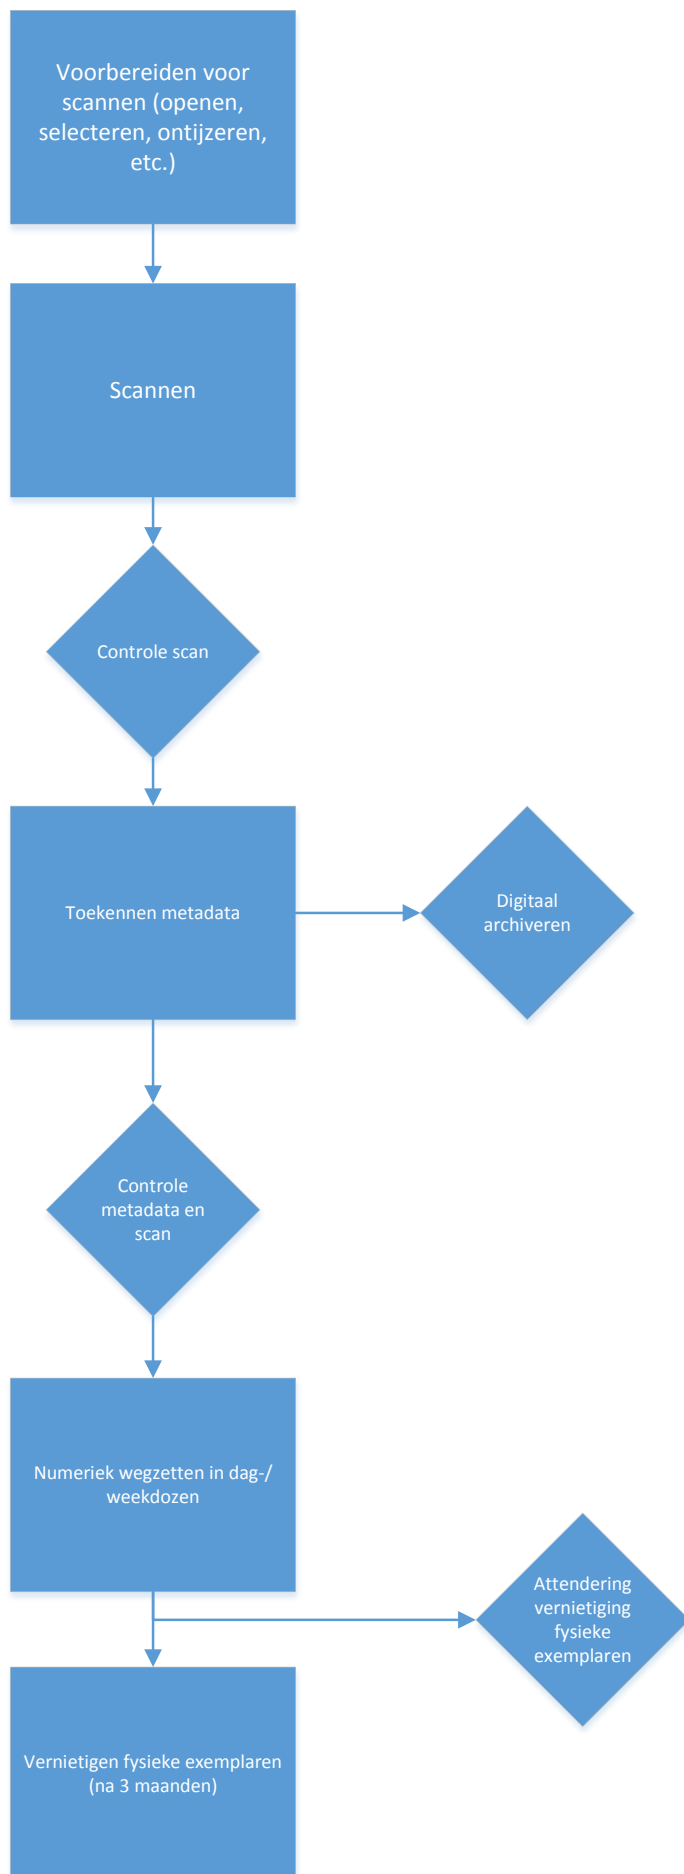 Voorbereiden voor
scannen (openen,
selecteren, ontijzeren,
etc.)
Scannen
Controle scan
Toekennen metadata
Digitaal
archiveren
Controle
metadata en
scan
Numeriek wegzetten in dag-/
weekdozen
Attendering
vernietiging
fysieke
exemplaren
Vernietigen fysieke exemplaren
(na 3 maanden)